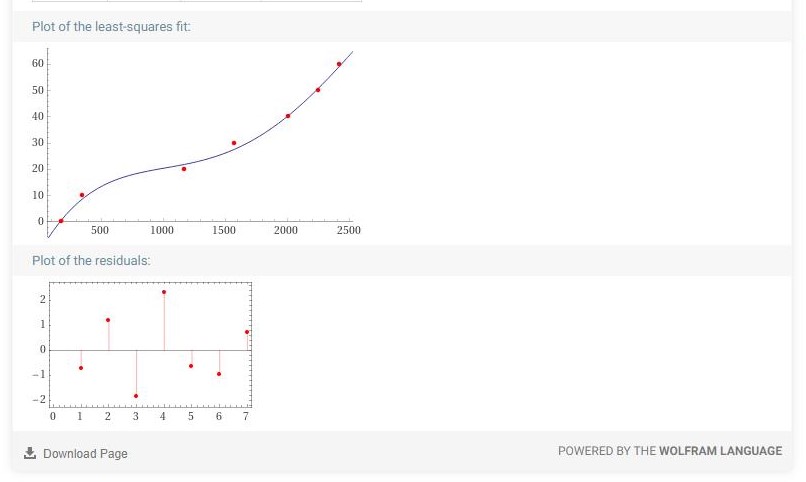 Plot of the least-squares fit:
60
50
40
30
20
10
0
500 1000 1500 2000 2500
Plot of the residuals:
2
1
0
−1
−2
0 1 2 3 4 5 6 7
Download Page
POWERED BY THE WOLFRAM LANGUAGE